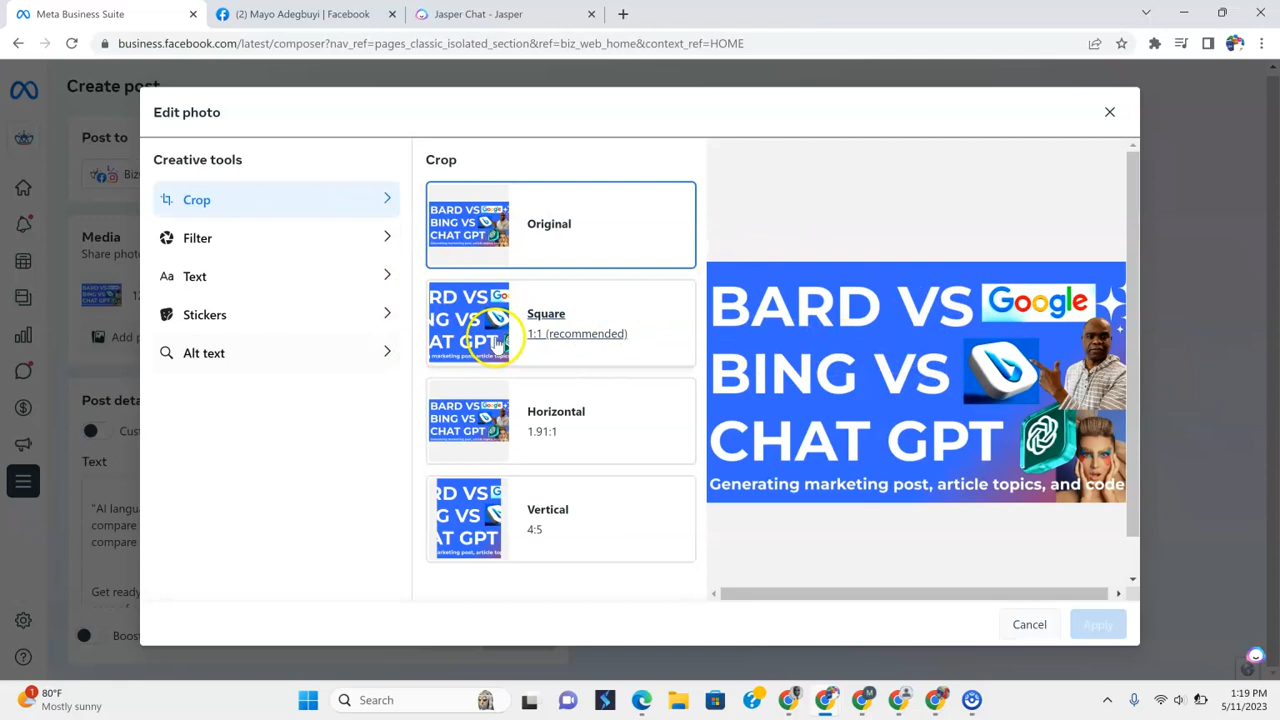 Meta Business Suite
(2) Mayo Adegbuyi | Facebook
Jasper Chat - Jasper
business.facebook.com/latest/composer?nav_ref=pages_classic_isolated_section&ref=biz_web_home&context_ref=HOME
Create post
Edit photo
Post to
Creative tools
Crop
Crop
Original
Filter
Media
Share photo
Text
Square
1:1 (recommended)
Stickers
Add p
Alt text
Post deta
Horizontal
1.91:1
Cust
Text
Vertical
4:5
"AI langua
compare
Get ready
Boos
BARD VS Google
BING VS
CHAT GPT
Generating marketing post, article topics, and code
Cancel
Apply
80°F
Mostly sunny
Search
1:19 PM
5/11/2023